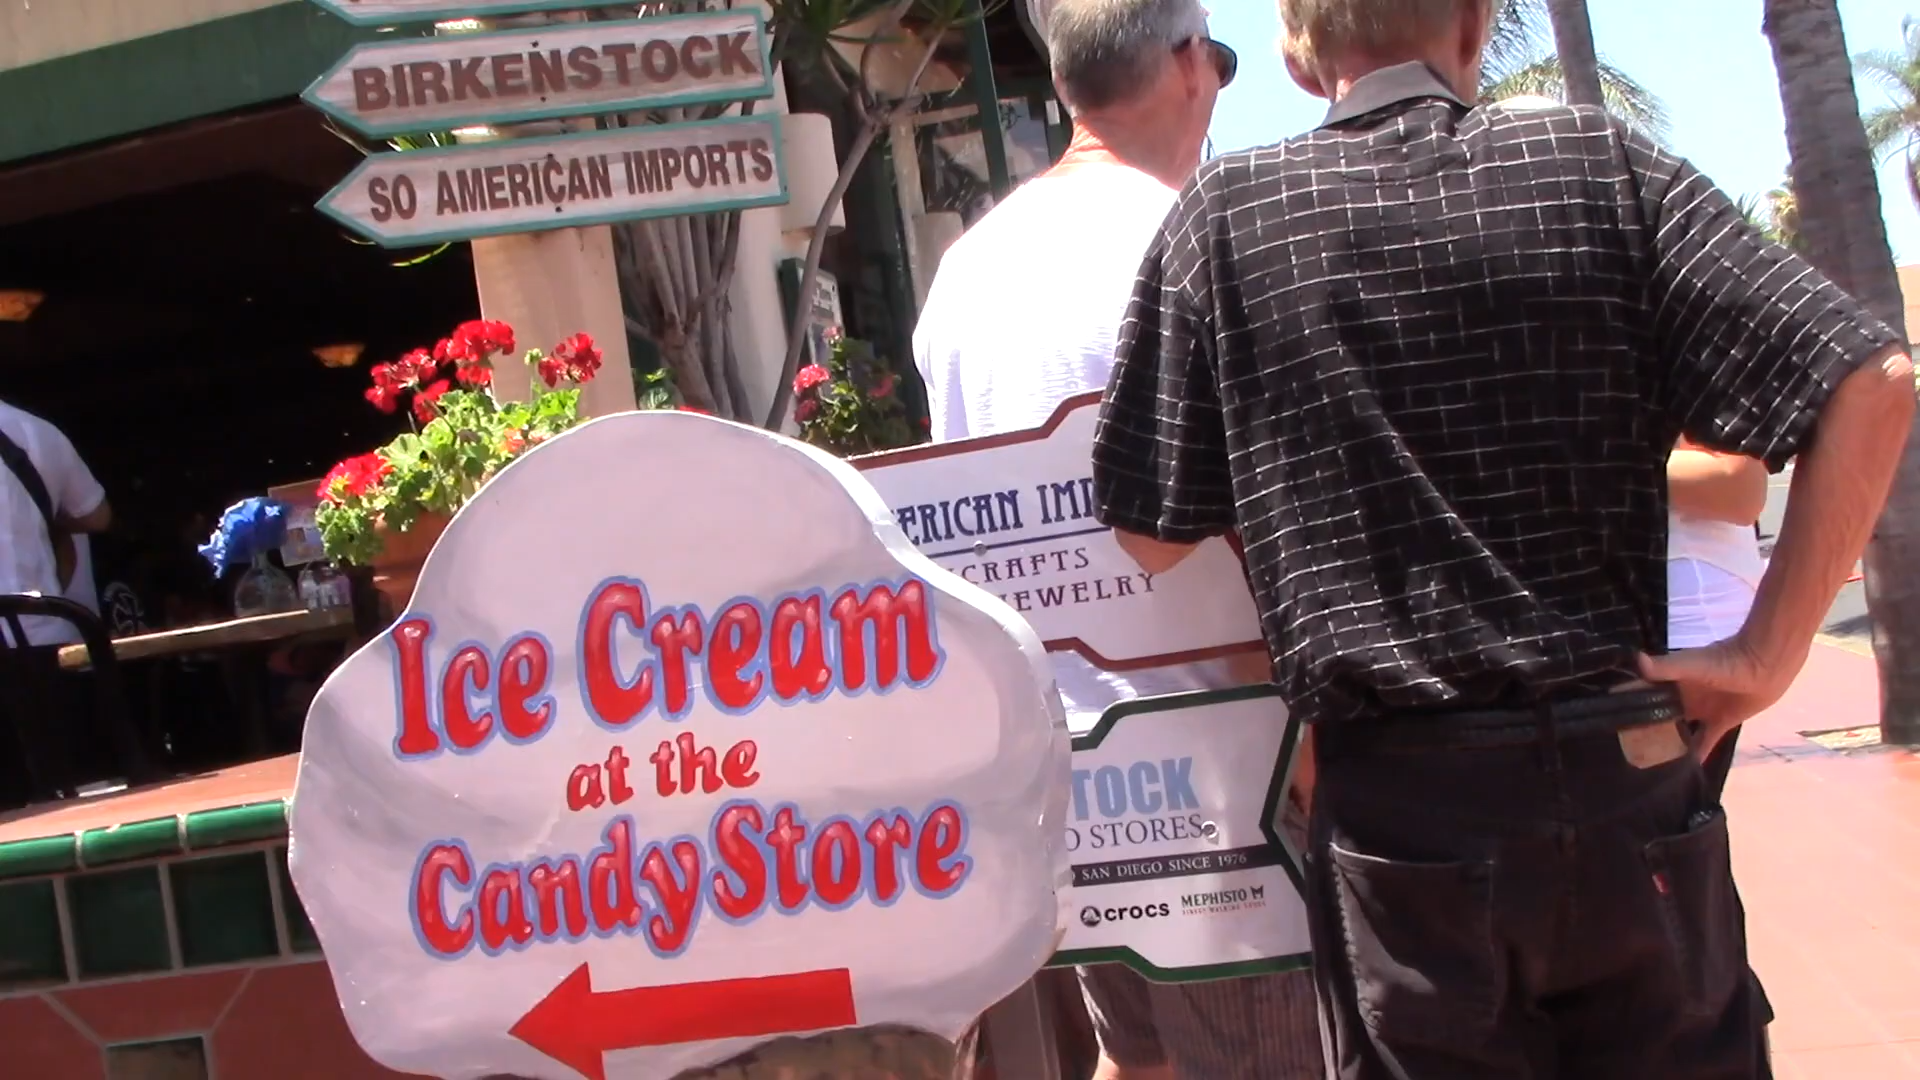 BIRKENSTOCK
SO AMERICAN IMPORTS
ERICAN IM
CRAFTS
JEWELRY
Ice Cream
at the
Candy Store
TOCK
O STORES
SAN DIEGO SINCE 1976
crocs
MEPHISTO